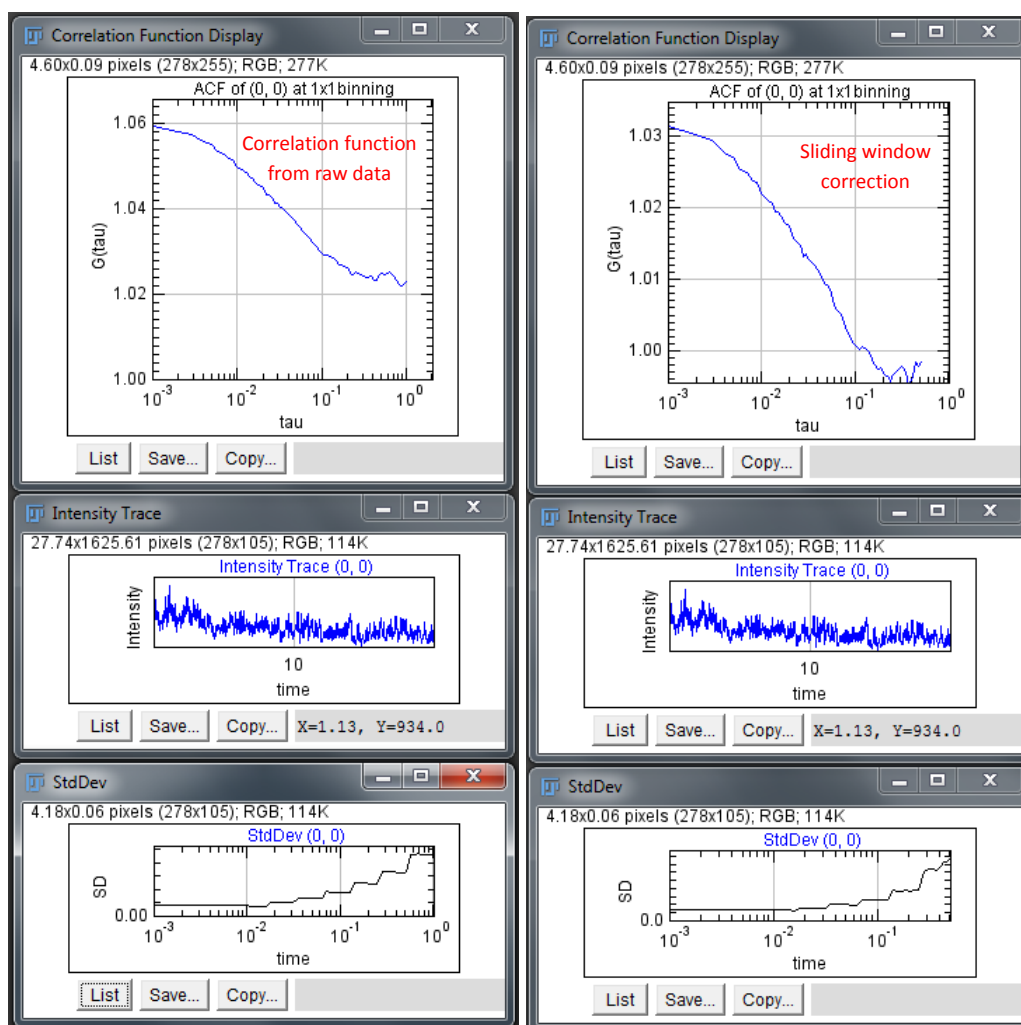 Correlation Function Display
4.60x0.09 pixels (278x255); RGB; 277K
ACF of (0, 0) at 1x1binning
Correlation function
from raw data
G(tau)
1.06
1.04
1.02
1.00
10-3
10-2
10-1
100
tau
List Save... Copy...
Intensity Trace
27.74x1625.61 pixels (278x105); RGB; 114K
Intensity Trace (0, 0)
Intensity
10
time
List Save... Copy... X=1.13, Y=934.0
StdDev
4.18x0.06 pixels (278x105); RGB; 114K
StdDev (0, 0)
SD
0.00
10-3
10-2
10-1
100
time
List Save... Copy...
Correlation Function Display
4.60x0.09 pixels (278x255); RGB; 277K
ACF of (0, 0) at 1x1binning
Sliding window
correction
G(tau)
1.03
1.02
1.01
1.00
10-3
10-2
10-1
100
tau
List Save... Copy...
Intensity Trace
27.74x1625.61 pixels (278x105); RGB; 114K
Intensity Trace (0, 0)
Intensity
10
time
List Save... Copy... X=1.13, Y=934.0
StdDev
4.18x0.06 pixels (278x105); RGB; 114K
StdDev (0, 0)
SD
0.0
10-3
10-2
10-1
time
List Save... Copy...